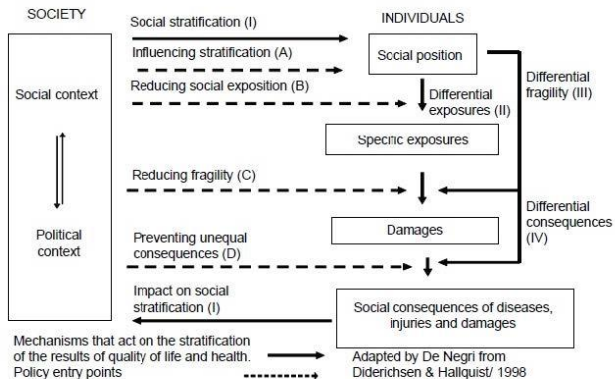 SOCIETY
INDIVIDUALS
Social stratification (I)
Influencing stratification (A)
Social position
Reducing social exposition (B)
Differential
fragility (III)
Social context
Differential
exposures (II)
Specific exposures
Reducing fragility (C)
Differential
consequences
(IV)
Political
context
Damages
Preventing unequal
consequences (D)
Impact on social
stratification (I)
Social consequences of diseases,
injuries and damages
Mechanisms that act on the stratification
of the results of quality of life and health.
Policy entry points
Adapted by De Negri from
Diderichsen & Hallquist/ 1998